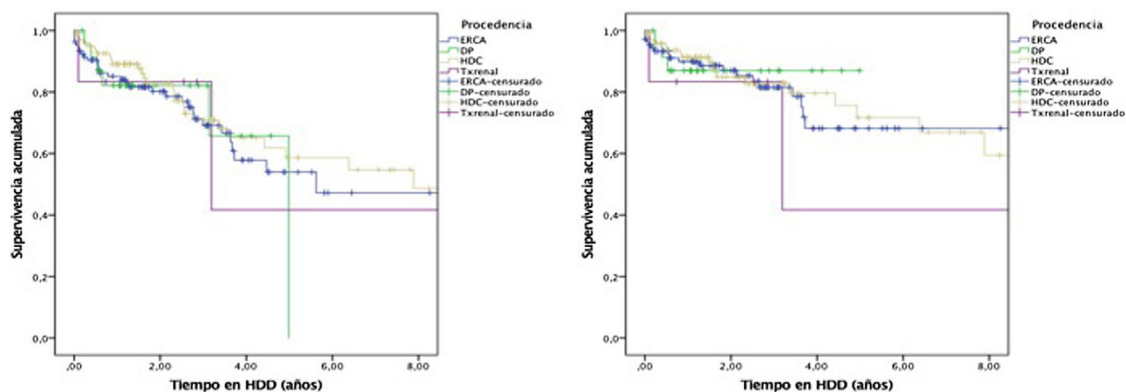 Supervivencia acumulada
1,0
0,8
0,6
0,4
0,2
0,0
,00
2,00
4,00
6,00
8,00
Tiempo en HDD (años)
Procedencia
ERCA
DP
HDC
Txrenal
ERCA-censurado
DP-censurado
HDC-censurado
Txrenal-censurado
Supervivencia acumulada
1,0
0,8
0,6
0,4
0,2
0,0
,00
2,00
4,00
6,00
8,00
Tiempo en HDD (años)
Procedencia
ERCA
DP
HDC
Txrenal
ERCA-censurado
DP-censurado
HDC-censurado
Txrenal-censurado